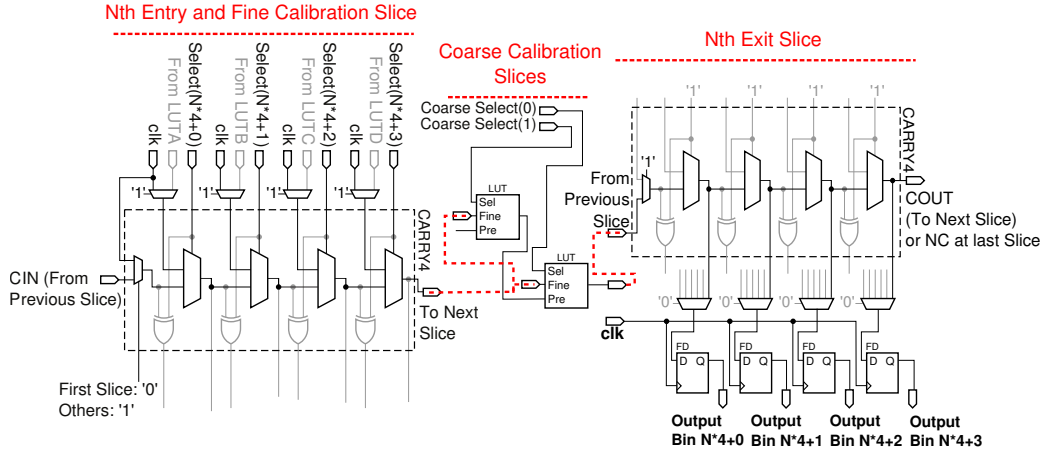 Nth Entry and Fine Calibration Slice
clk
From LUTA
Select(N*4+0)
clk
From LUTB
Select(N*4+1)
clk
From LUTC
Select(N*4+2)
clk
From LUTD
Select(N*4+3)
'1'
'1'
'1'
'1'
CARRY4
CIN (From
Previous Slice)
To Next
Slice
First Slice: '0'
Others: '1'
Coarse Calibration
Slices
Coarse Select(0)
Coarse Select(1)
LUT
Sel
Fine
Pre
LUT
Sel
Fine
Pre
Nth Exit Slice
'1'
'1'
'1'
'1'
'1'
CARRY4
From
Previous
Slice
COUT
(To Next Slice)
or NC at last Slice
'0'
'0'
'0'
'0'
clk
FD
D Q
FD
D Q
FD
D Q
FD
D Q
Output
Bin N*4+0
Output
Bin N*4+1
Output
Bin N*4+2
Output
Bin N*4+3